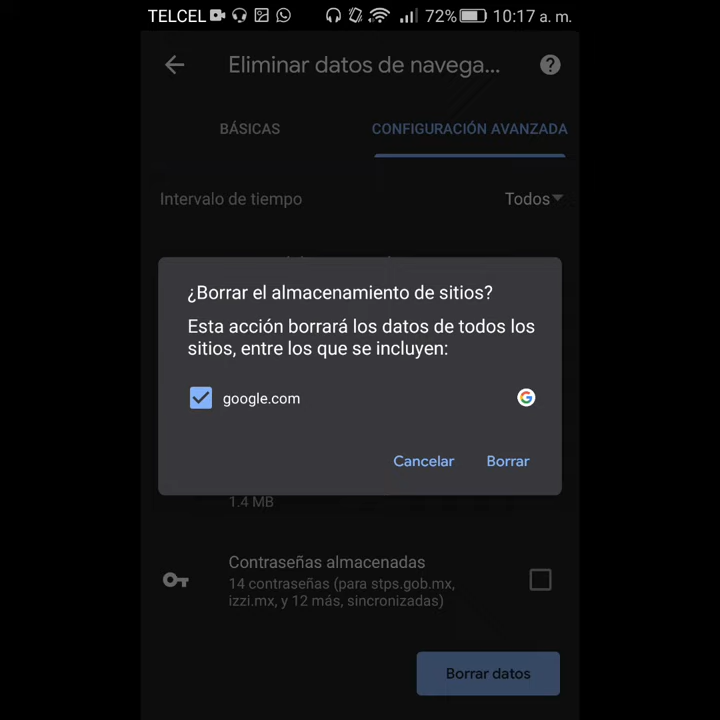 TELCEL 72% 10:17 a. m.
Eliminar datos de navega...
BÁSICAS CONFIGURACIÓN AVANZADA
Intervalo de tiempo Todos
¿Borrar el almacenamiento de sitios?
Esta acción borrará los datos de todos los
sitios, entre los que se incluyen:
google.com
Cancelar Borrar
1.4 MB
Contraseñas almacenadas
14 contraseñas (para stps.gob.mx,
izzi.mx, y 12 más, sincronizadas)
Borrar datos